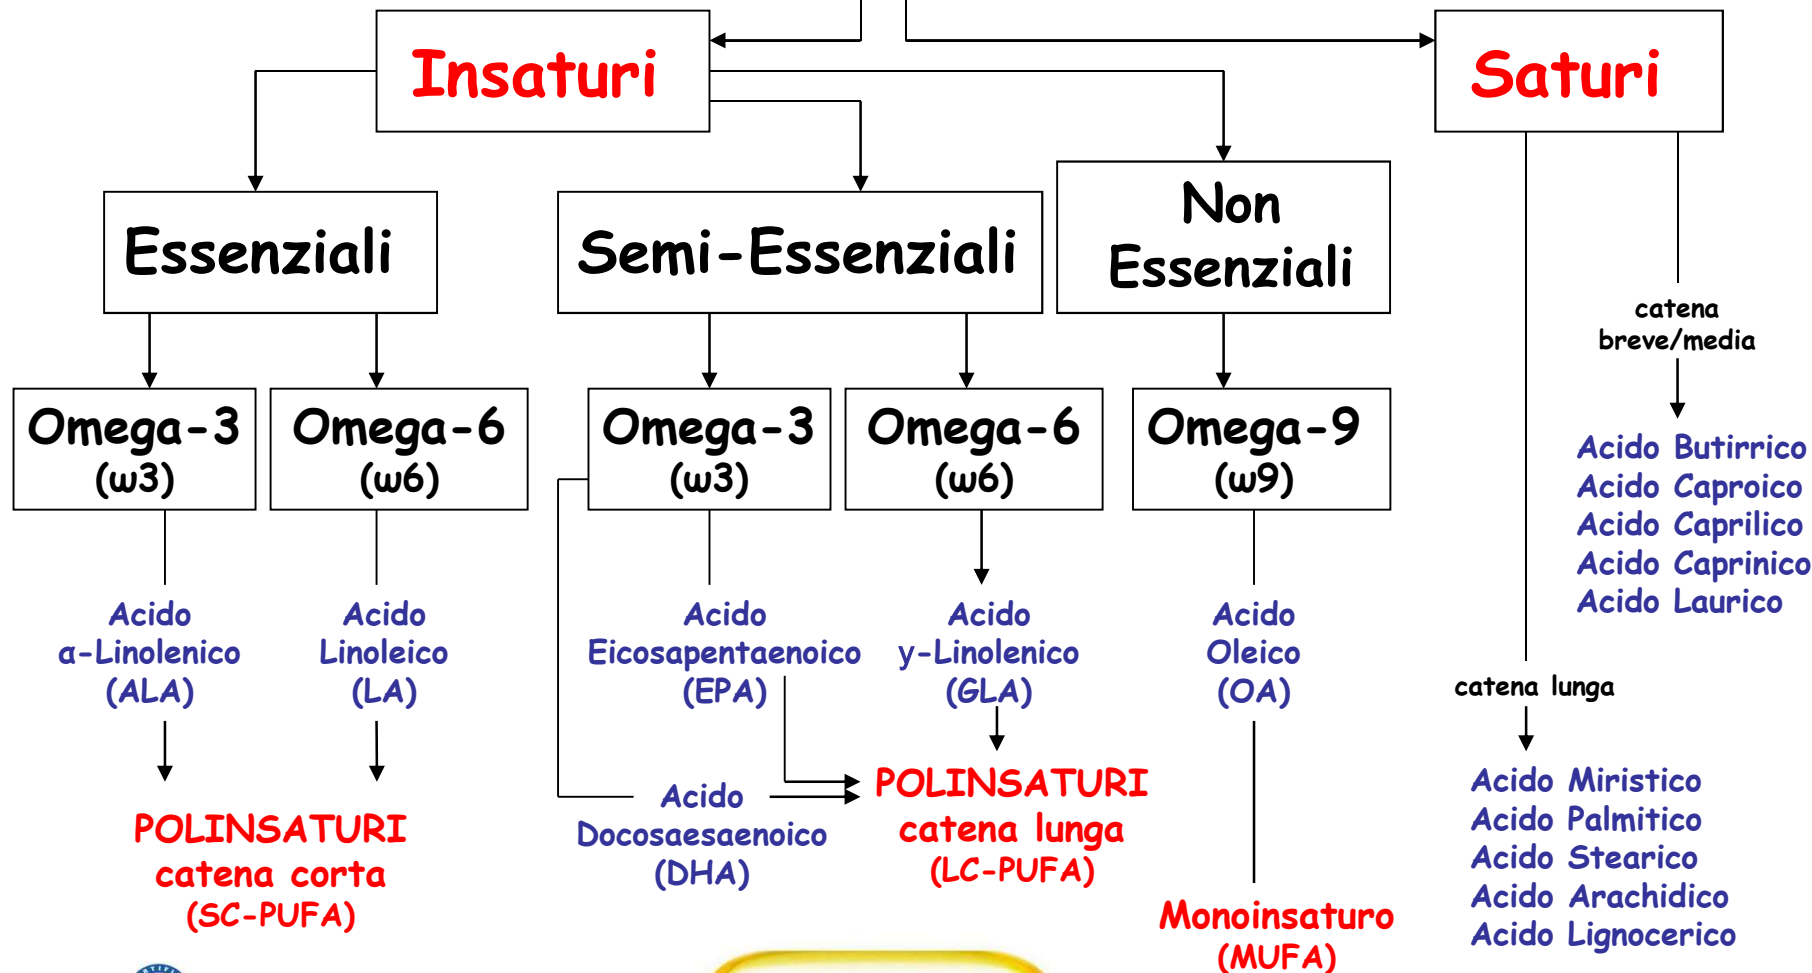 Insaturi
Saturi
Essenziali
Semi-Essenziali
Non
Essenziali
catena
breve/media
Omega-3
(ω3)
Omega-6
(ω6)
Omega-3
(ω3)
Omega-6
(ω6)
Omega-9
(ω9)
Acido Butirrico
Acido Caproico
Acido Caprilico
Acido Caprinico
Acido Laurico
Acido
α-Linolenico
(ALA)
Acido
Linoleico
(LA)
Acido
Eicosapentaenoico
(EPA)
Acido
y-Linolenico
(GLA)
Acido
Oleico
(OA)
catena lunga
POLINSATURI
catena corta
(SC-PUFA)
Acido
Docosaesaenoico
(DHA)
POLINSATURI
catena lunga
(LC-PUFA)
Monoinsaturo
(MUFA)
Acido Miristico
Acido Palmitico
Acido Stearico
Acido Arachidico
Acido Lignocerico